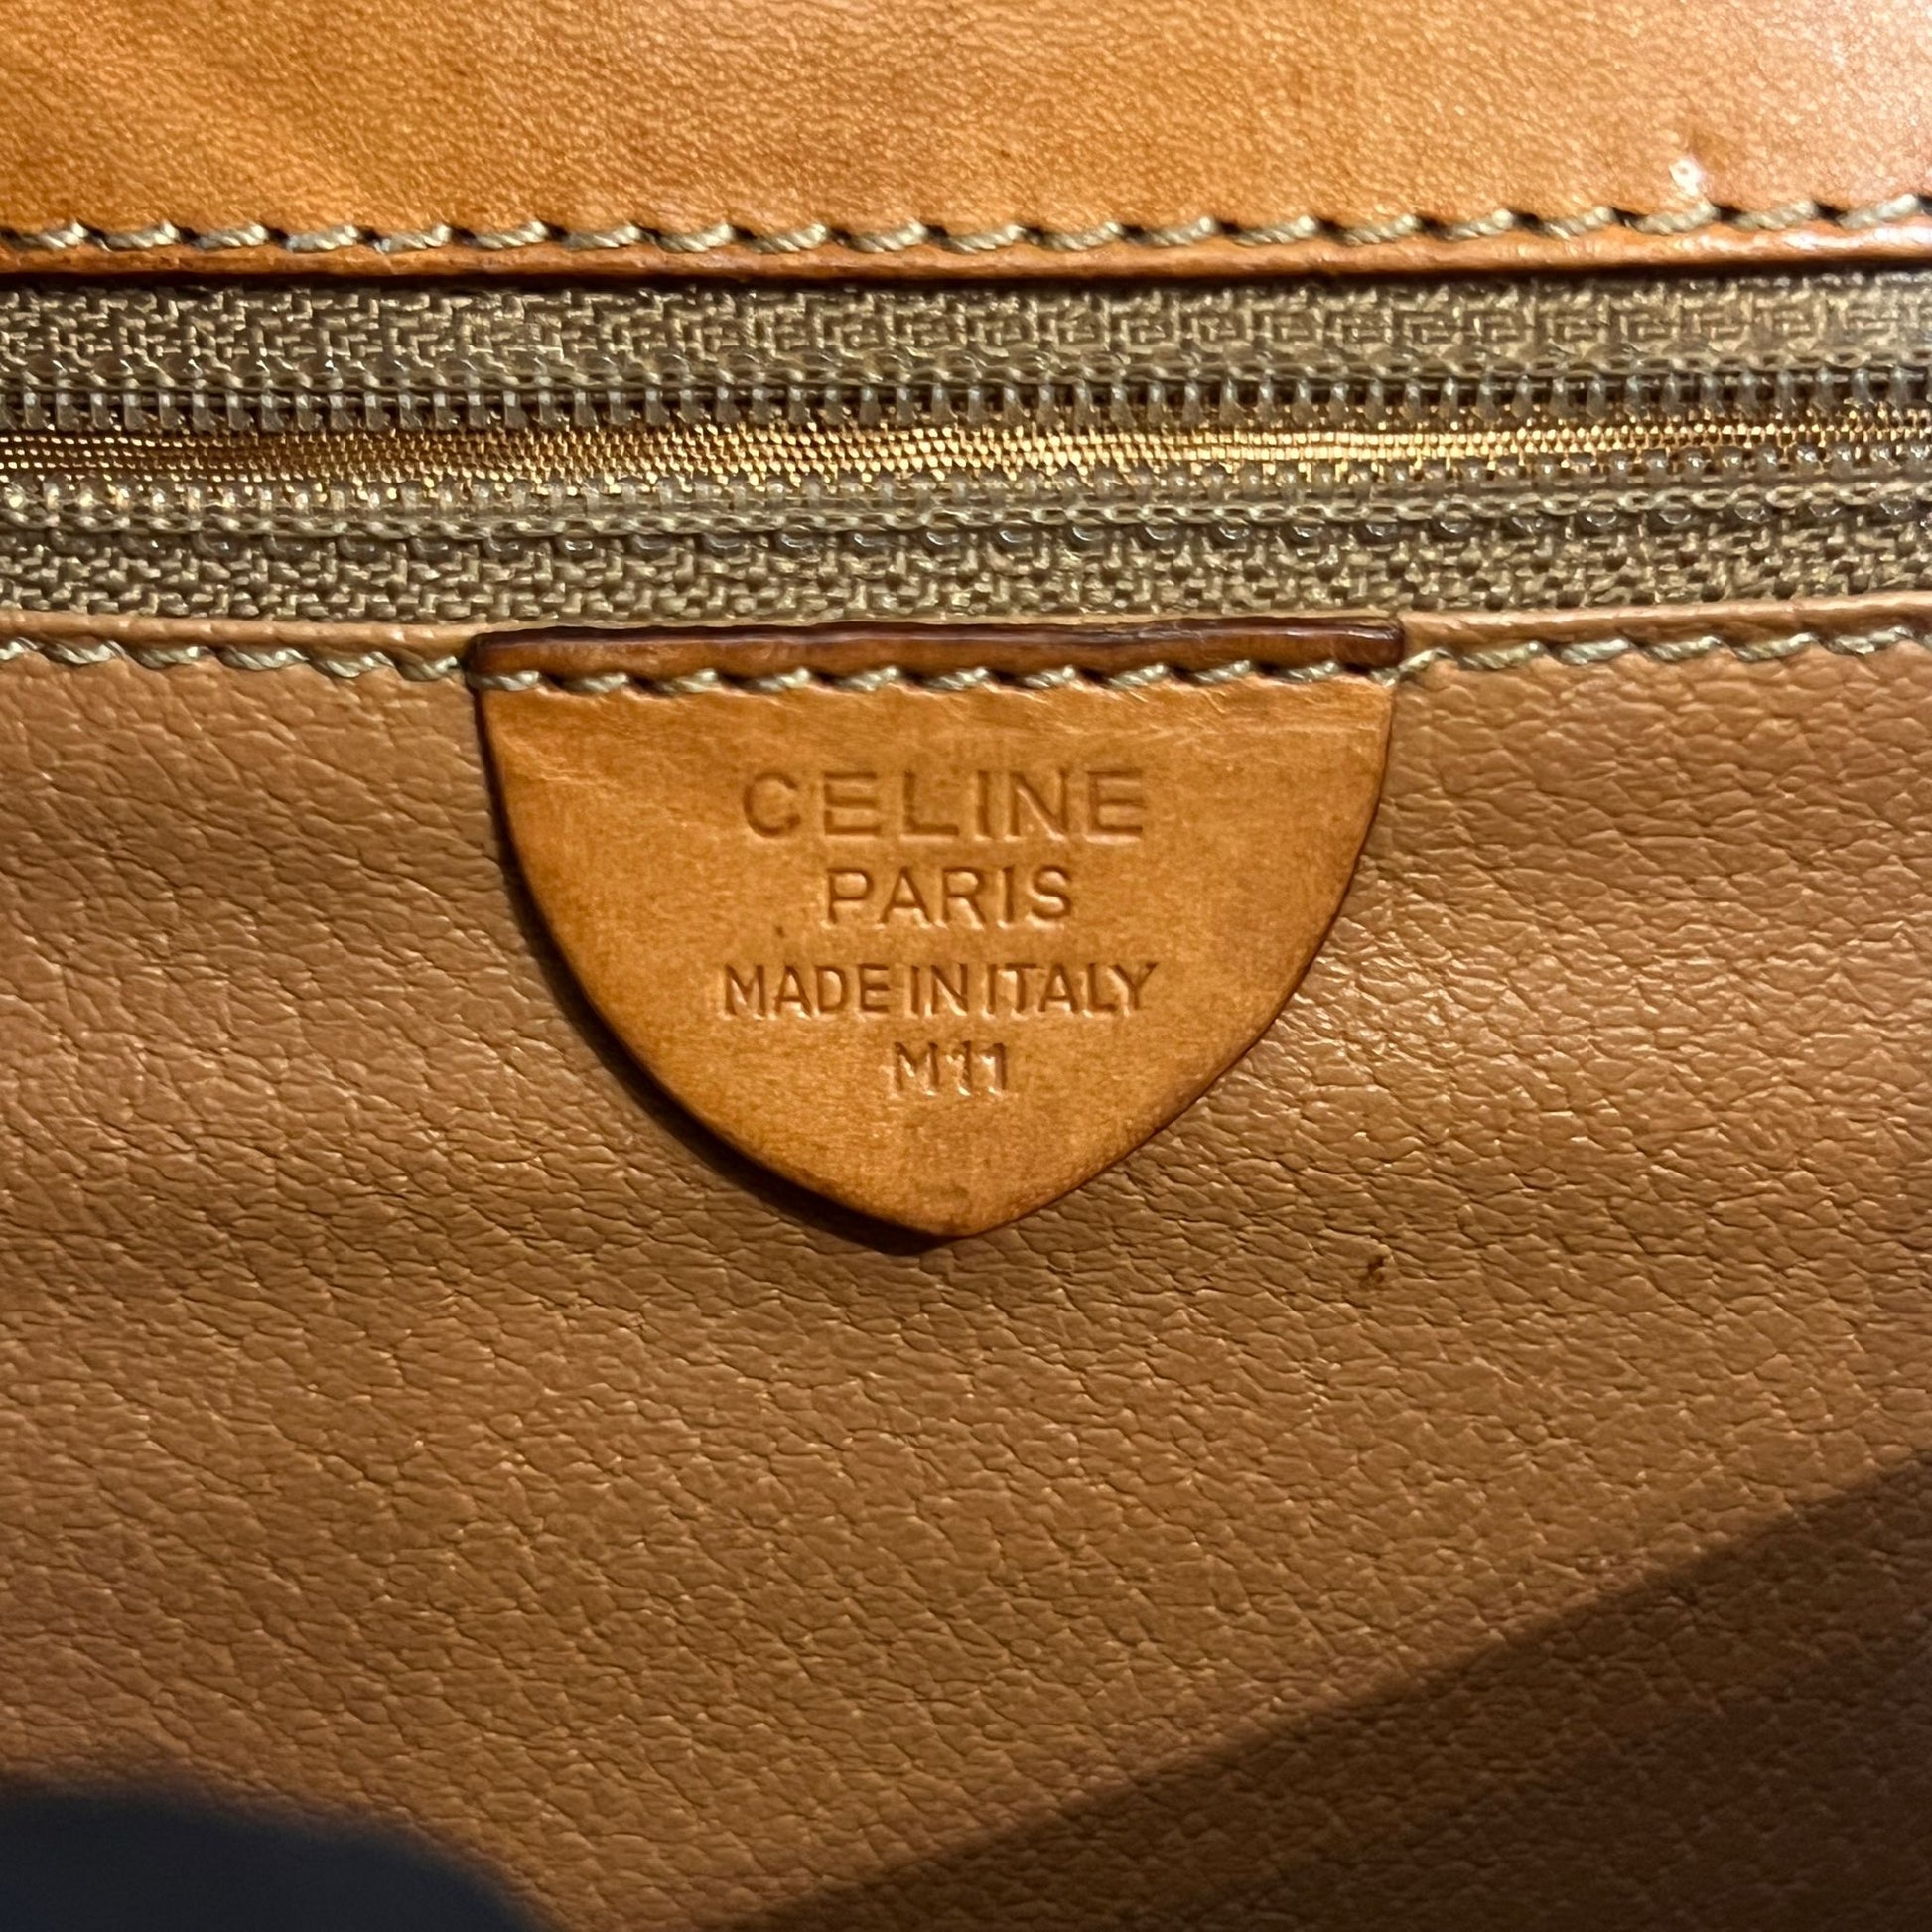 CELINE
PARIS
MADE IN ITALY
M11